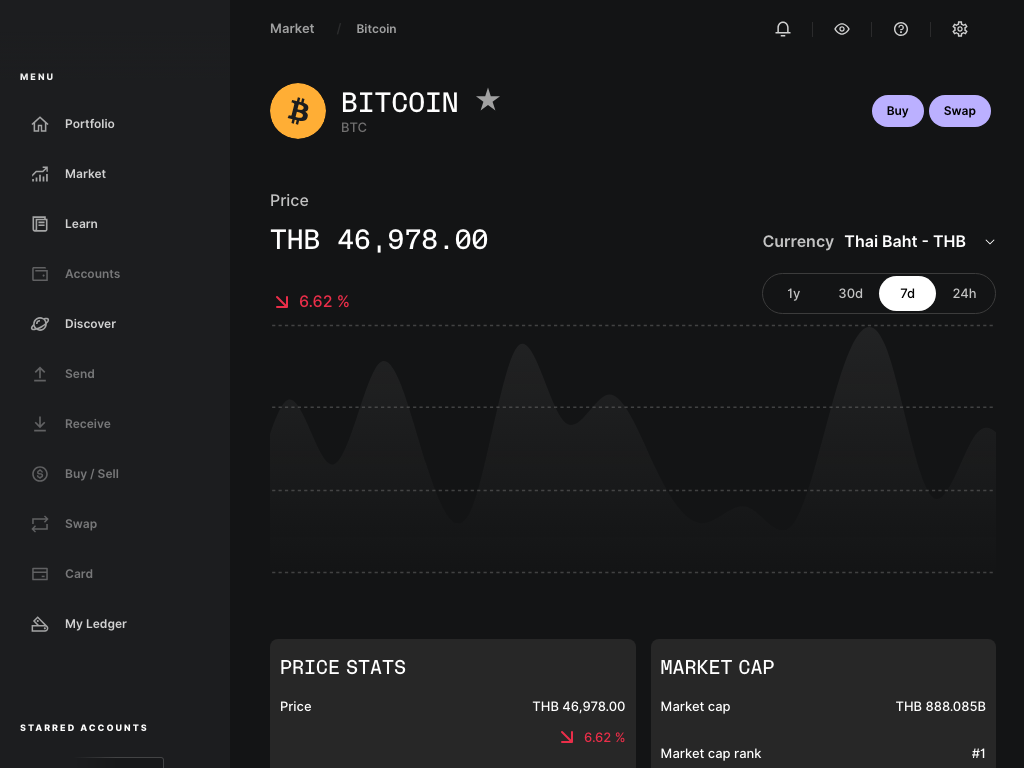 Market / Bitcoin
MENU
Portfolio
Market
Learn
Accounts
Discover
Send
Receive
Buy / Sell
Swap
Card
My Ledger
STARRED ACCOUNTS
BITCOIN
BTC
Buy
Swap
Price
THB 46,978.00
Currency Thai Baht - THB
6.62 %
1y 30d 7d 24h
PRICE STATS
Price THB 46,978.00
6.62 %
MARKET CAP
Market cap THB 888.085B
Market cap rank #1